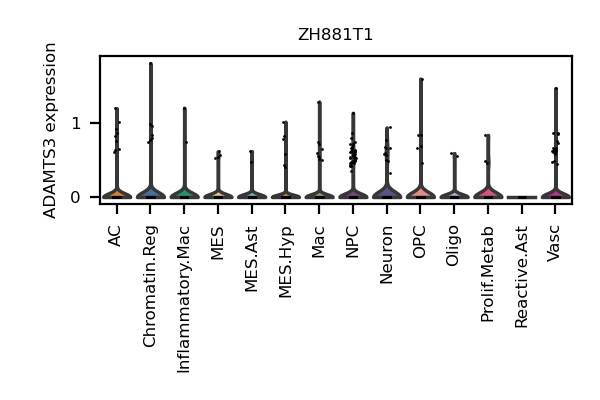 ZH881T1
ADAMTS3 expression
1
0
AC
Chromatin.Reg
Inflammatory.Mac
MES
MES.Ast
MES.Hyp
Mac
NPC
Neuron
OPC
Oligo
Prolif.Metab
Reactive.Ast
Vasc